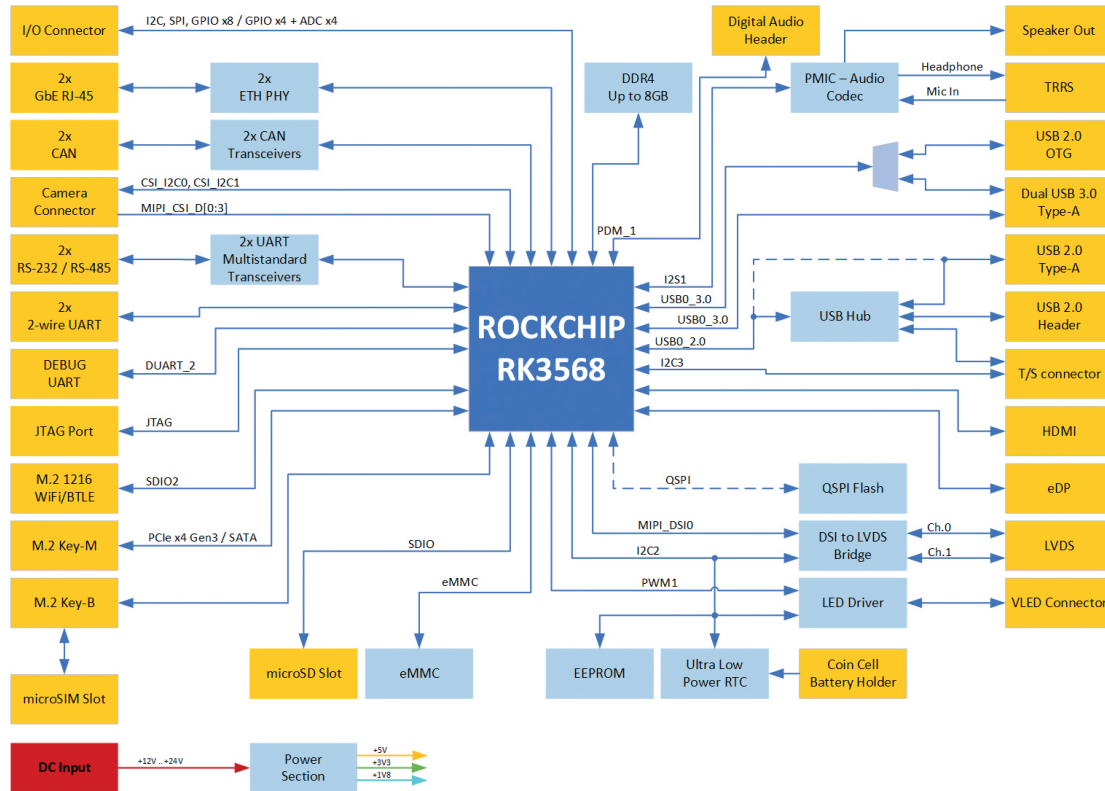 I/O Connector
I2C, SPI, GPIO x8 / GPIO x4 + ADC x4
Digital Audio
Header
Speaker Out
2x
GbE RJ-45
2x
ETH PHY
DDR4
Up to 8GB
PMIC – Audio
Codec
Headphone
Mic In
TRRS
2x
CAN
2x CAN
Transceivers
USB 2.0
OTG
Camera
Connector
CSI_I2C0, CSI_I2C1
MIPI_CSI_D[0:3]
Dual USB 3.0
Type-A
2x
RS-232 / RS-485
2x UART
Multistandard
Transceivers
PDM_1
USB 2.0
Type-A
2x
2-wire UART
ROCKCHIP
RK3568
I2S1
USB0_3.0
USB0_3.0
USB0_2.0
I2C3
USB Hub
USB 2.0
Header
DEBUG
UART
DUART_2
T/S connector
JTAG Port
JTAG
HDMI
M.2 1216
WiFi/BTLE
SDIO2
QSPI
QSPI Flash
eDP
M.2 Key-M
PCIe x4 Gen3 / SATA
SDIO
MIPI_DSI0
I2C2
DSI to LVDS
Bridge
Ch.0
Ch.1
LVDS
M.2 Key-B
eMMC
PWM1
LED Driver
VLED Connector
microSIM Slot
microSD Slot
eMMC
EEPROM
Ultra Low
Power RTC
Coin Cell
Battery Holder
DC Input
+12V .. +24V
Power
Section
+5V
+3V3
+1V8